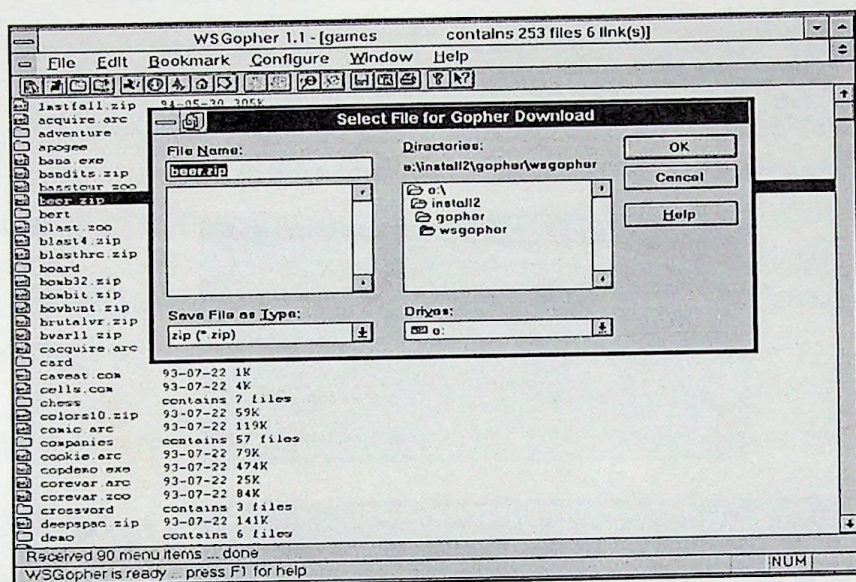 WSGopher 1.1 - [games contains 253 files 6 link(s)]
File Edit Bookmark Configure Window Help
lastfall.zip 94-05-30 305K
acquire.arc
adventure
apogee
bandits.zip
basstour.zoo
beer.zip
bert
blast.zoo
blast4.zip
blasthrc.zip
board
bomb32.zip
bombit.zip
bowhunt.zip
brutalvr.zip
bvar11.zip
cacquire.arc
card
caveat.com 93-07-22 1K
cells.com 93-07-22 4K
chess contains 7 files
colors10.zip 93-07-22 59K
comic.arc 93-07-22 119K
companies contains 57 files
cookie.arc 93-07-22 79K
copdemo.exe 93-07-22 474K
corewar.arc 93-07-22 25K
corewar.zoo 93-07-22 84K
crossword contains 3 files
deepspac.zip 93-07-22 141K
demo contains 6 files
Select File for Gopher Download
File Name:
beer.zip
Save File as Type:
zip (*.zip)
Directories:
e:\install2\gopher\wsgopher
e:\
install2
gopher
wsgopher
Drives:
e:
OK
Cancel
Help
Received 90 menu items ... done
WSGopher is ready ... press F1 for help
NUM